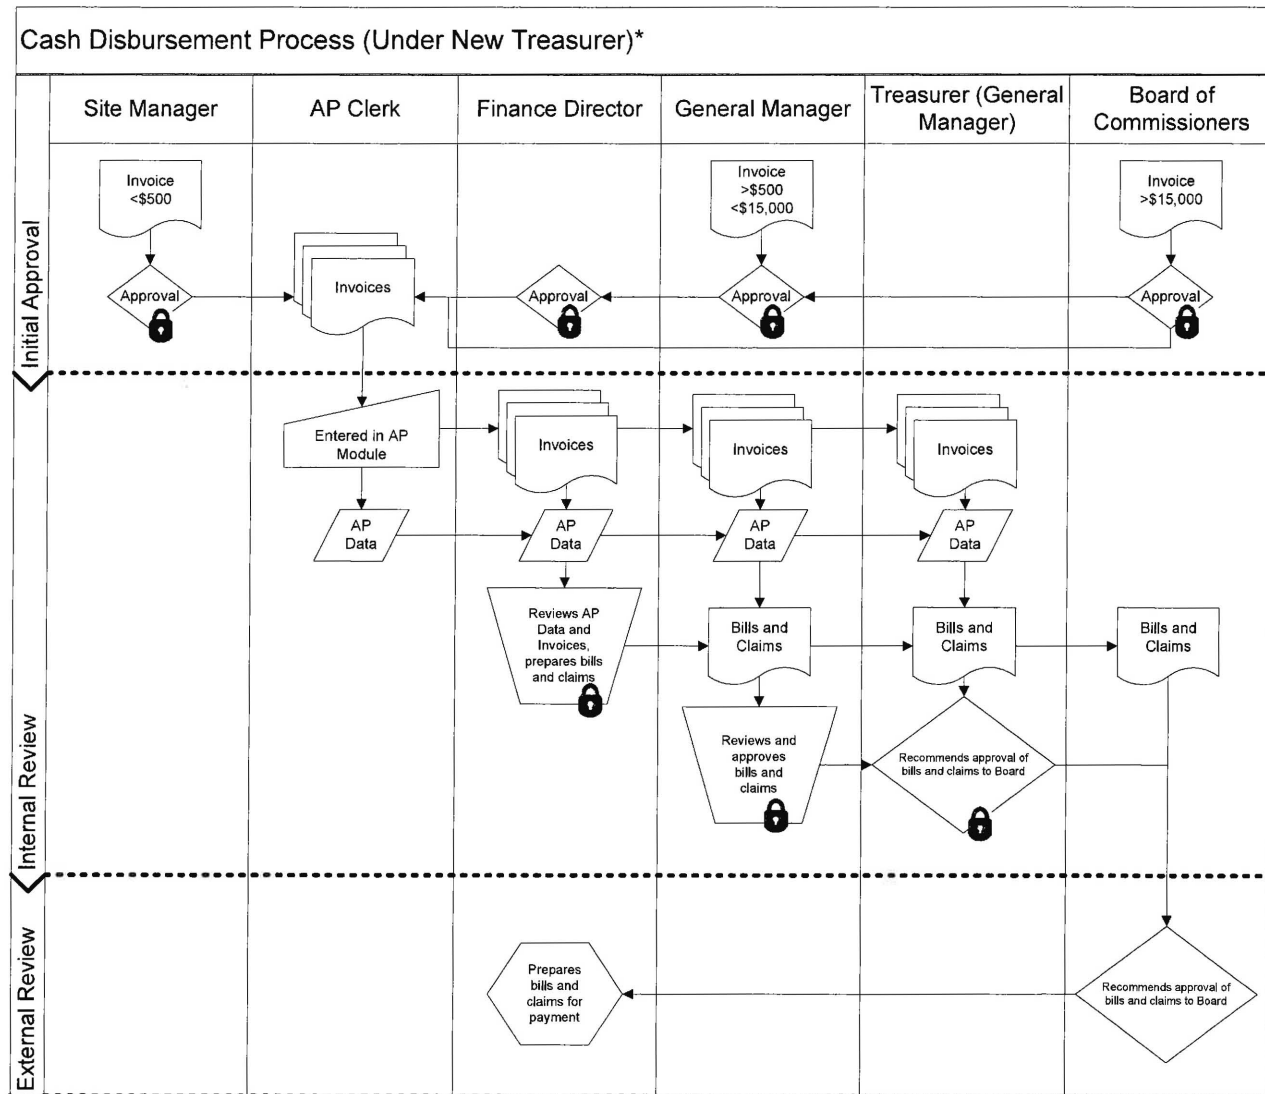 Cash Disbursement Process (Under New Treasurer)*
Site Manager
AP Clerk
Finance Director
General Manager
Treasurer (General
Manager)
Board of
Commissioners
Initial Approval
Invoice
<$500
Invoice
>$500
<$15,000
Invoice
>$15,000
Approval
Invoices
Approval
Approval
Approval
Internal Review
Entered in AP
Module
Invoices
Invoices
Invoices
AP
Data
AP
Data
AP
Data
AP
Data
Reviews AP
Data and
Invoices,
prepares bills
and claims
Bills and
Claims
Bills and
Claims
Bills and
Claims
Reviews and
approves
bills and
claims
Recommends approval of
bills and claims to Board
External Review
Prepares
bills and
claims for
payment
Recommends approval of
bills and claims to Board